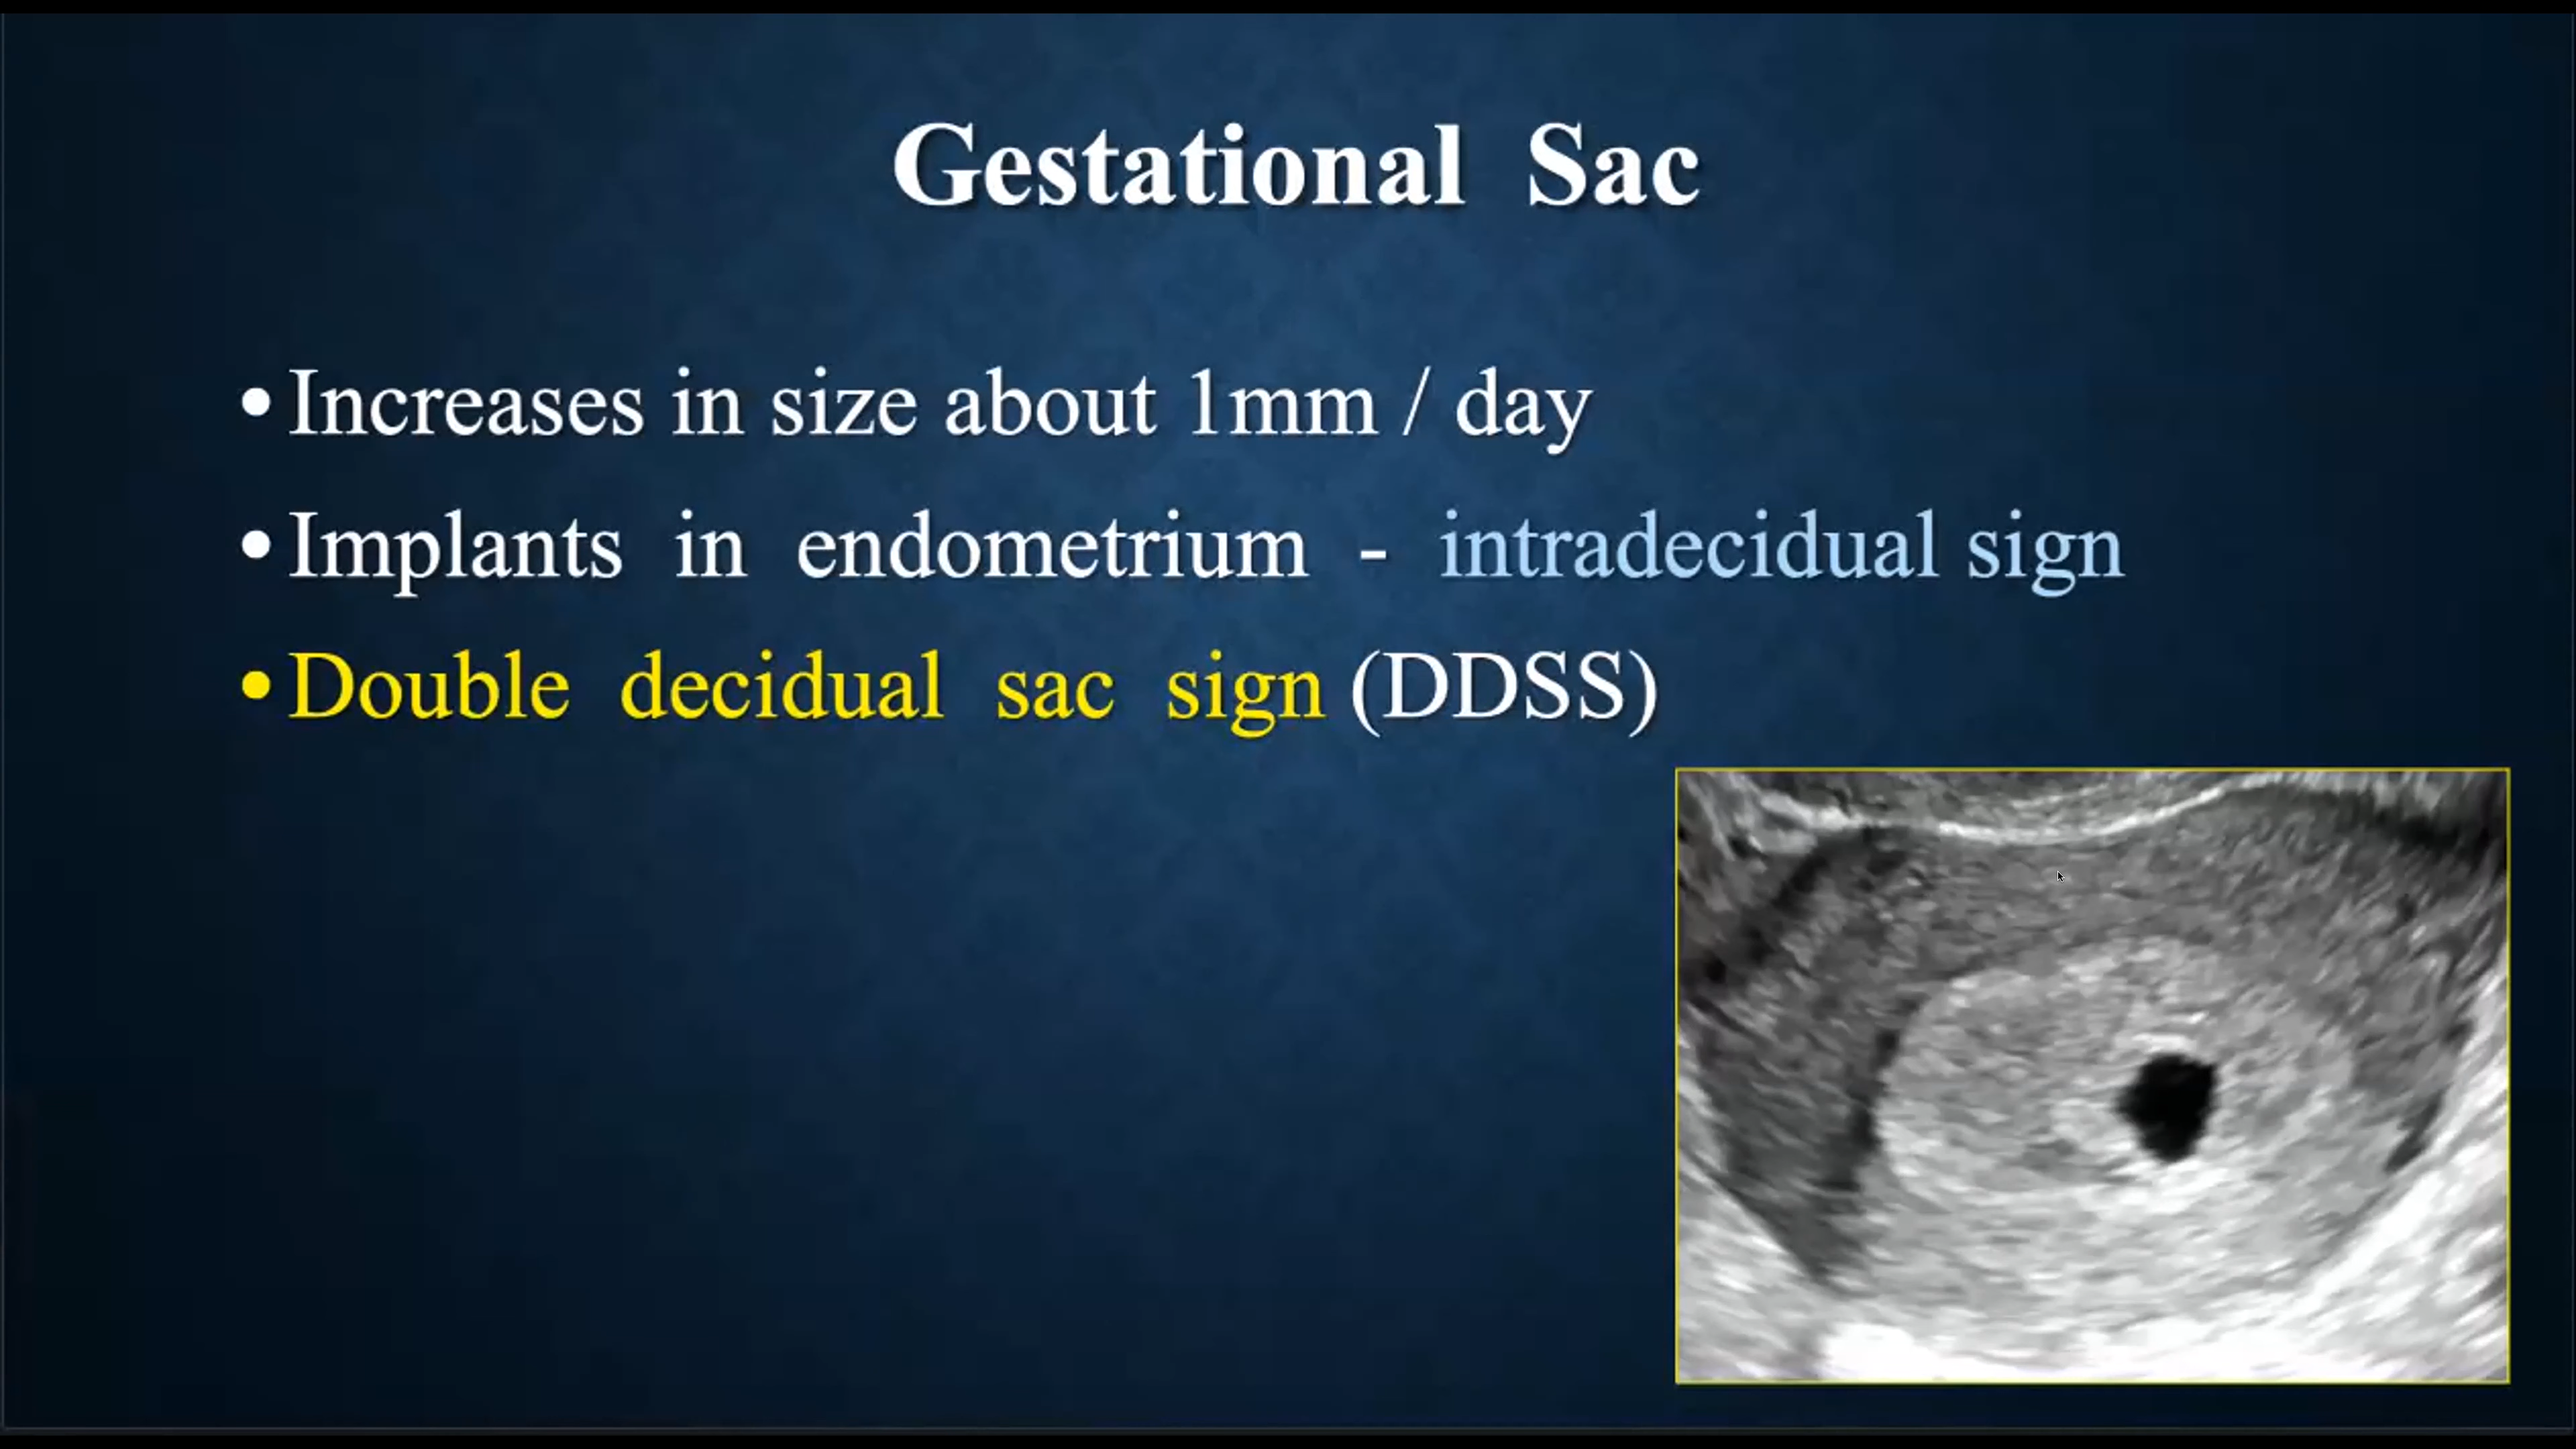 Gestational Sac
• Increases in size about 1mm / day
• Implants in endometrium - intradecidual sign
• Double decidual sac sign (DDSS)